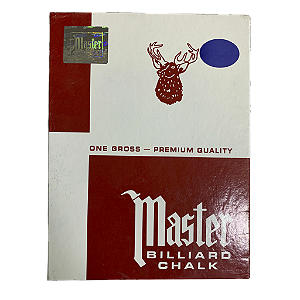 Master
ONE GROSS — PREMIUM QUALITY
Master
BILLIARD
CHALK